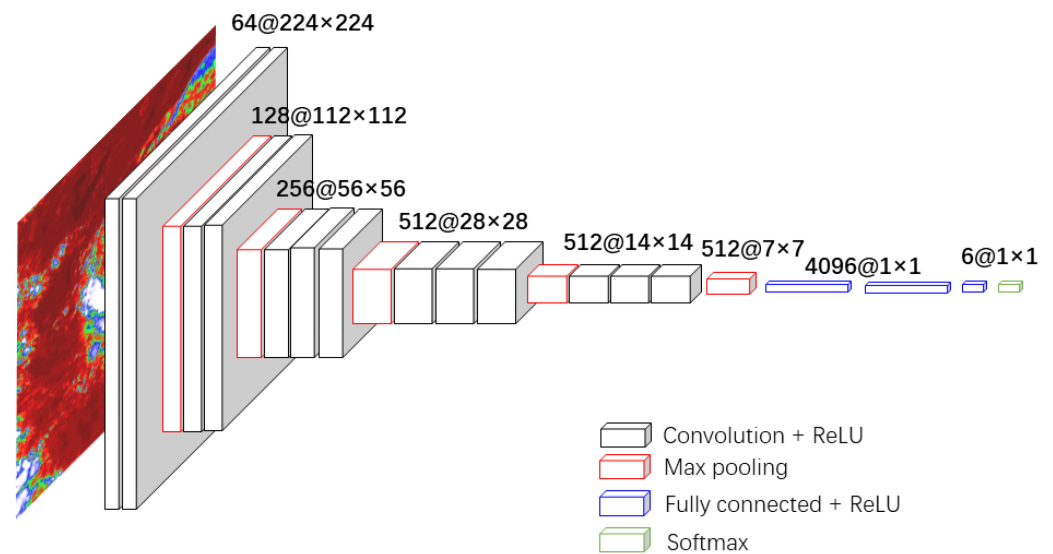 64@224×224
128@112×112
256@56×56
512@28×28
512@14×14
512@7×7
4096@1×1
6@1×1
Convolution + ReLU
Max pooling
Fully connected + ReLU
Softmax